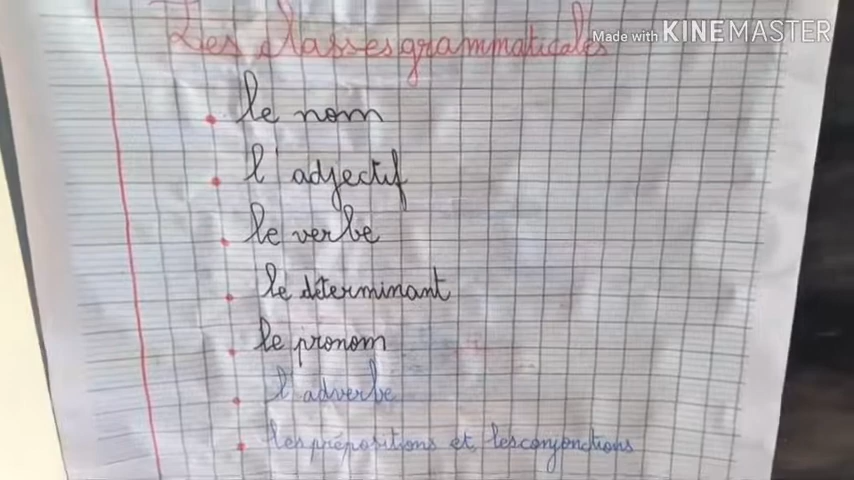 Les classes grammaticales
Made with KINEMASTER
le nom
l'adjectif
le verbe
le déterminant
le pronom
l'adverbe
les prépositions et les conjonctions